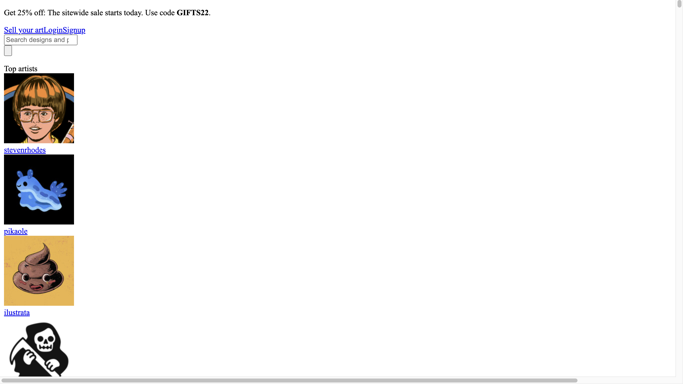 Get 25% off: The sitewide sale starts today. Use code GIFTS22.
Sell your artLoginSignup
Search designs and p
Top artists
stevenrhodes
pikaole
ilustrata